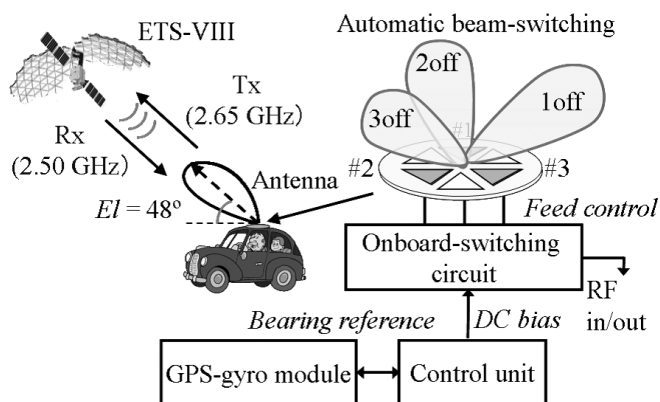 ETS-VIII
Automatic beam-switching
Tx
(2.65 GHz)
Rx
(2.50 GHz)
2off
1off
3off
#1
#2
#3
Antenna
El = 48º
Feed control
Onboard-switching
circuit
RF
in/out
Bearing reference
DC bias
GPS-gyro module
Control unit